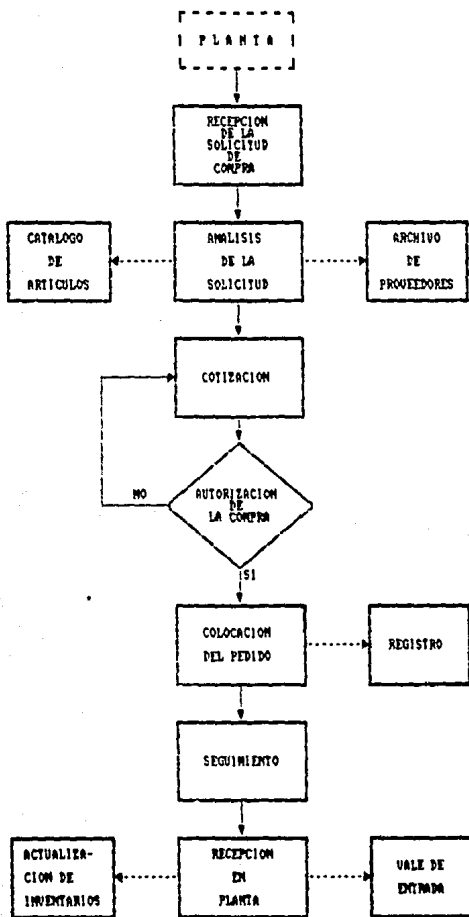 PLANTA
RECEPCION
DE LA
SOLICITUD
DE
COMPRA
CATALOGO
DE
ARTICULOS
ANALISIS
DE LA
SOLICITUD
ARCHIVO
DE
PROVEEDORES
COTIZACION
NO
AUTORIZACION
DE
LA COMPRA
SI
COLOCACION
DEL PEDIDO
REGISTRO
SEGUIMIENTO
ACTUALIZA-
CION DE
INVENTARIOS
RECEPCION
EN
PLANTA
VALE DE
ENTRADA